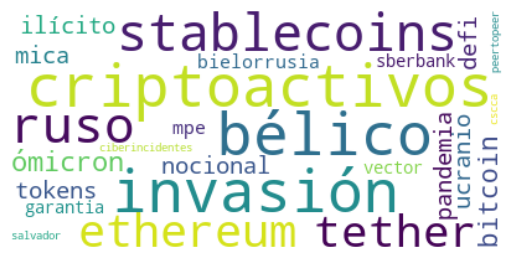 ilícito stablecoins defi peertopeer
mica bielorrusia sberbank
criptoactivos cscca
ruso mpe bélico
ciberincidentes
ómicron nocional vector pandemia ucranio bitcoin
tokens invasión
garantia
salvador ethereum tether